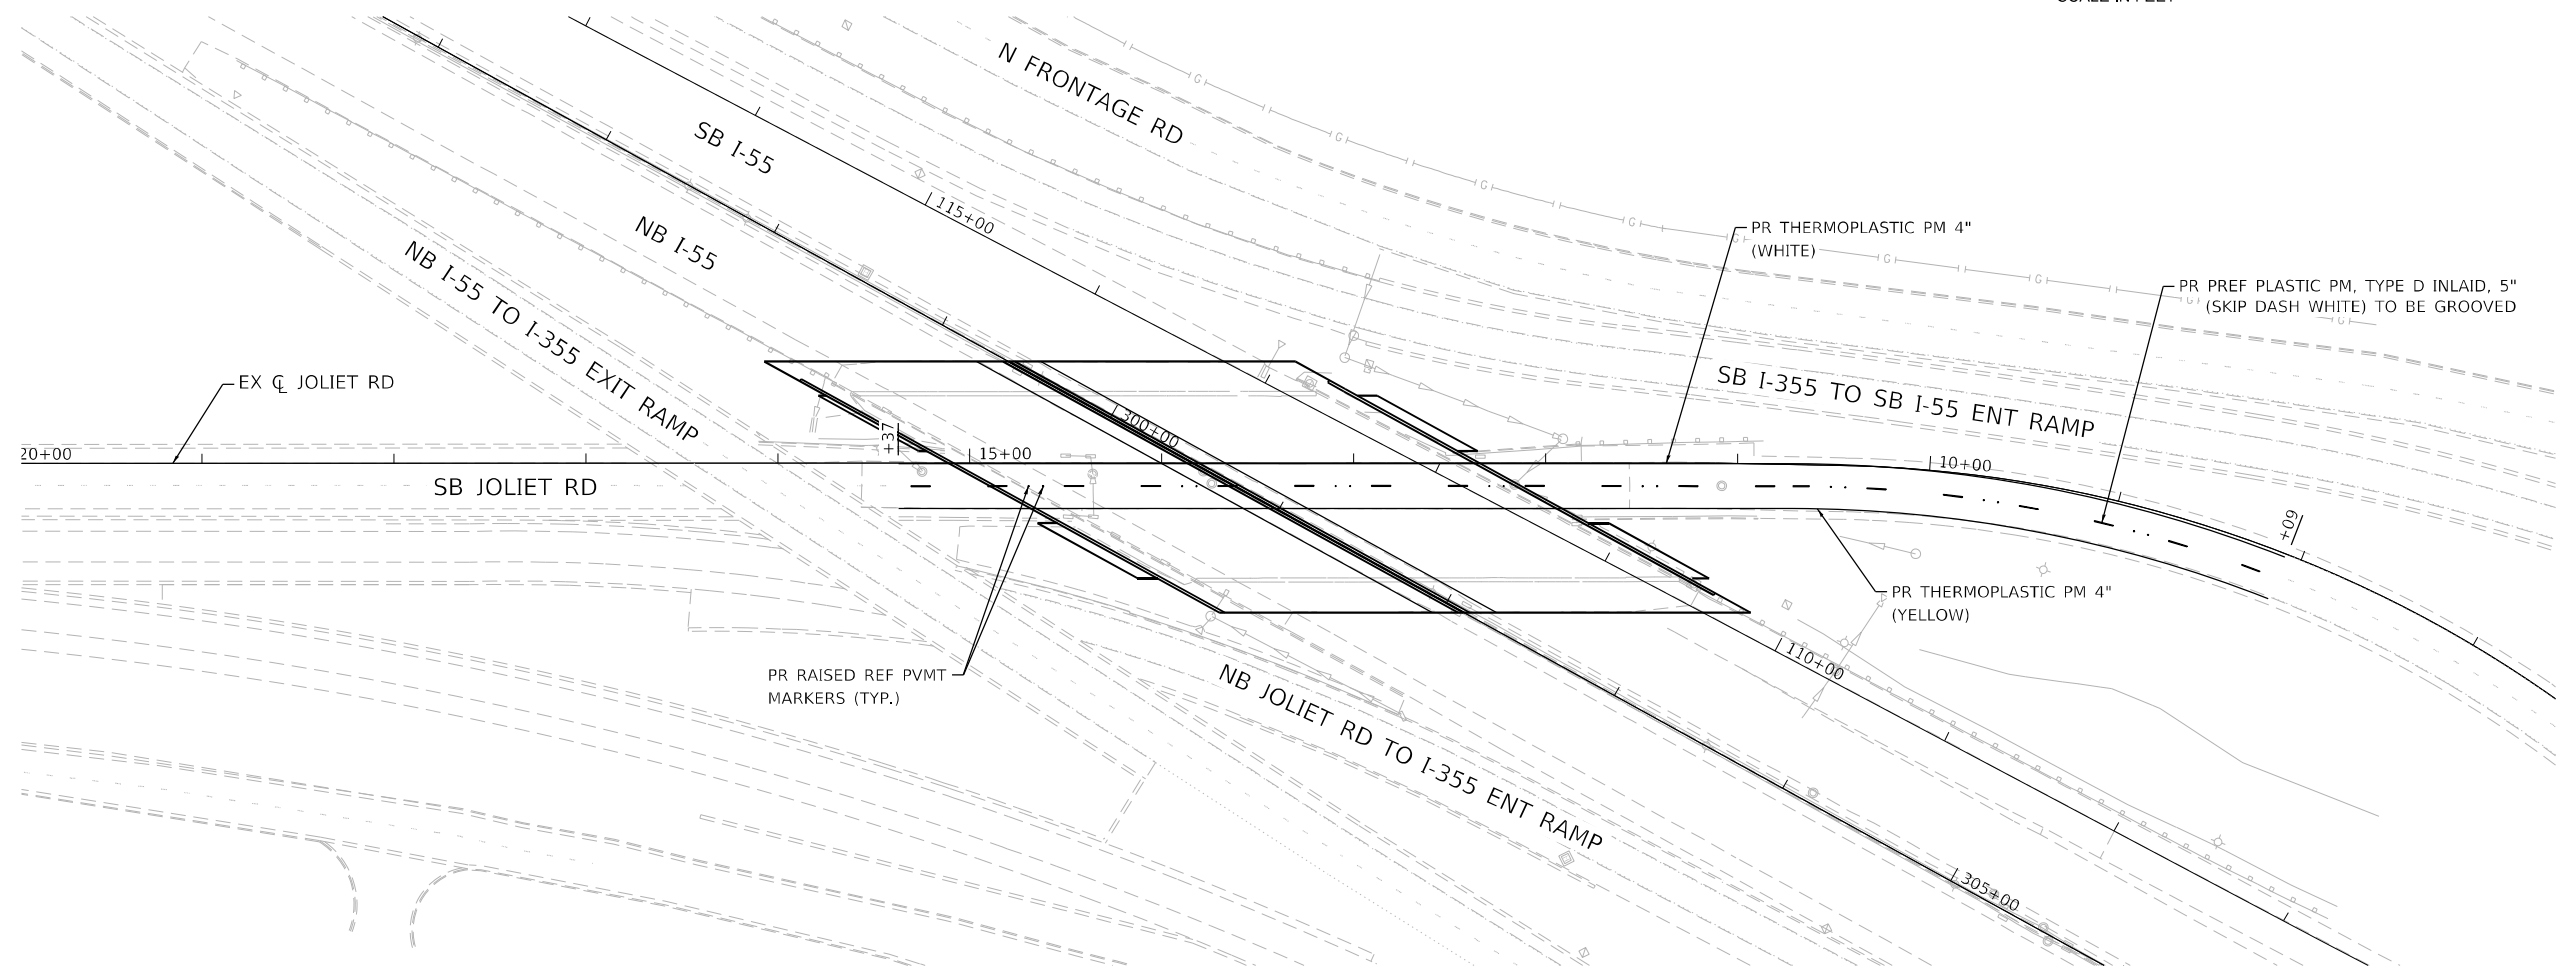 N FRONTAGE RD
SB I-55
115+00
NB I-55
PR THERMOPLASTIC PM 4"
(WHITE)
PR PREF PLASTIC PM, TYPE D INLAID, 5"
(SKIP DASH WHITE) TO BE GROOVED
NB I-55 TO I-355 EXIT RAMP
EX ℄ JOLIET RD
SB I-355 TO SB I-55 ENT RAMP
300+00
+37
20+00
15+00
10+00
SB JOLIET RD
+09
PR THERMOPLASTIC PM 4"
(YELLOW)
110+00
PR RAISED REF PVMT
MARKERS (TYP.)
NB JOLIET RD TO I-355 ENT RAMP
305+00
G
G
G
G
G
G
G
G
G
G